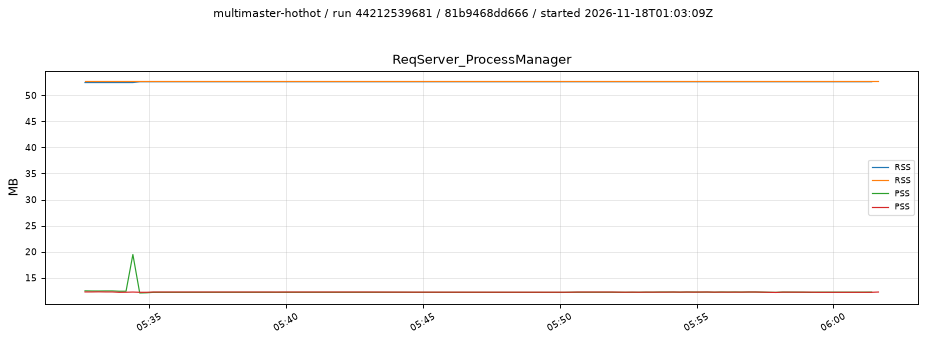 multimaster-hothot / run 44212539681 / 81b9468dd666 / started 2026-11-18T01:03:09Z
ReqServer_ProcessManager
MB
50
45
40
35
30
25
20
15
RSS
RSS
PSS
PSS
05:35
05:40
05:45
05:50
05:55
06:00